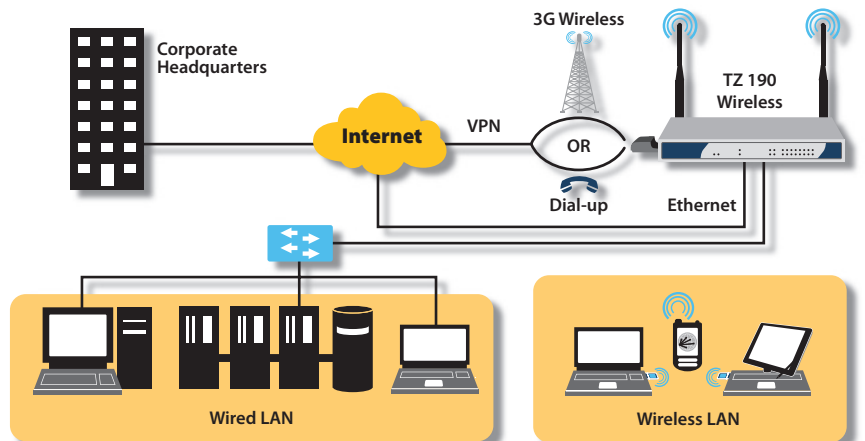 3G Wireless
Corporate
Headquarters
TZ 190
Wireless
Internet
VPN
OR
Dial-up
Ethernet
Wired LAN
Wireless LAN